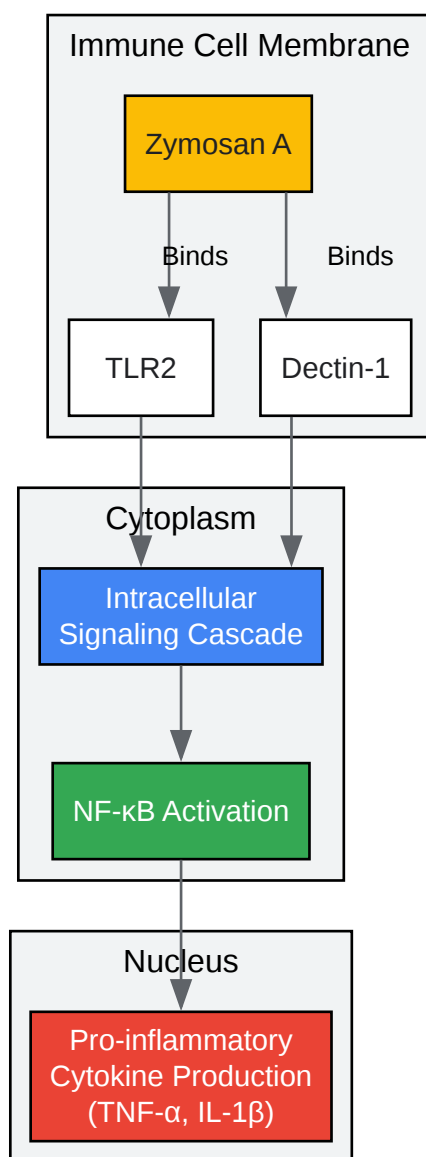 Immune Cell Membrane
Zymosan A
Binds Binds
TLR2 Dectin-1
Cytoplasm
Intracellular
Signaling Cascade
NF-κB Activation
Nucleus
Pro-inflammatory
Cytokine Production
(TNF-α, IL-1β)